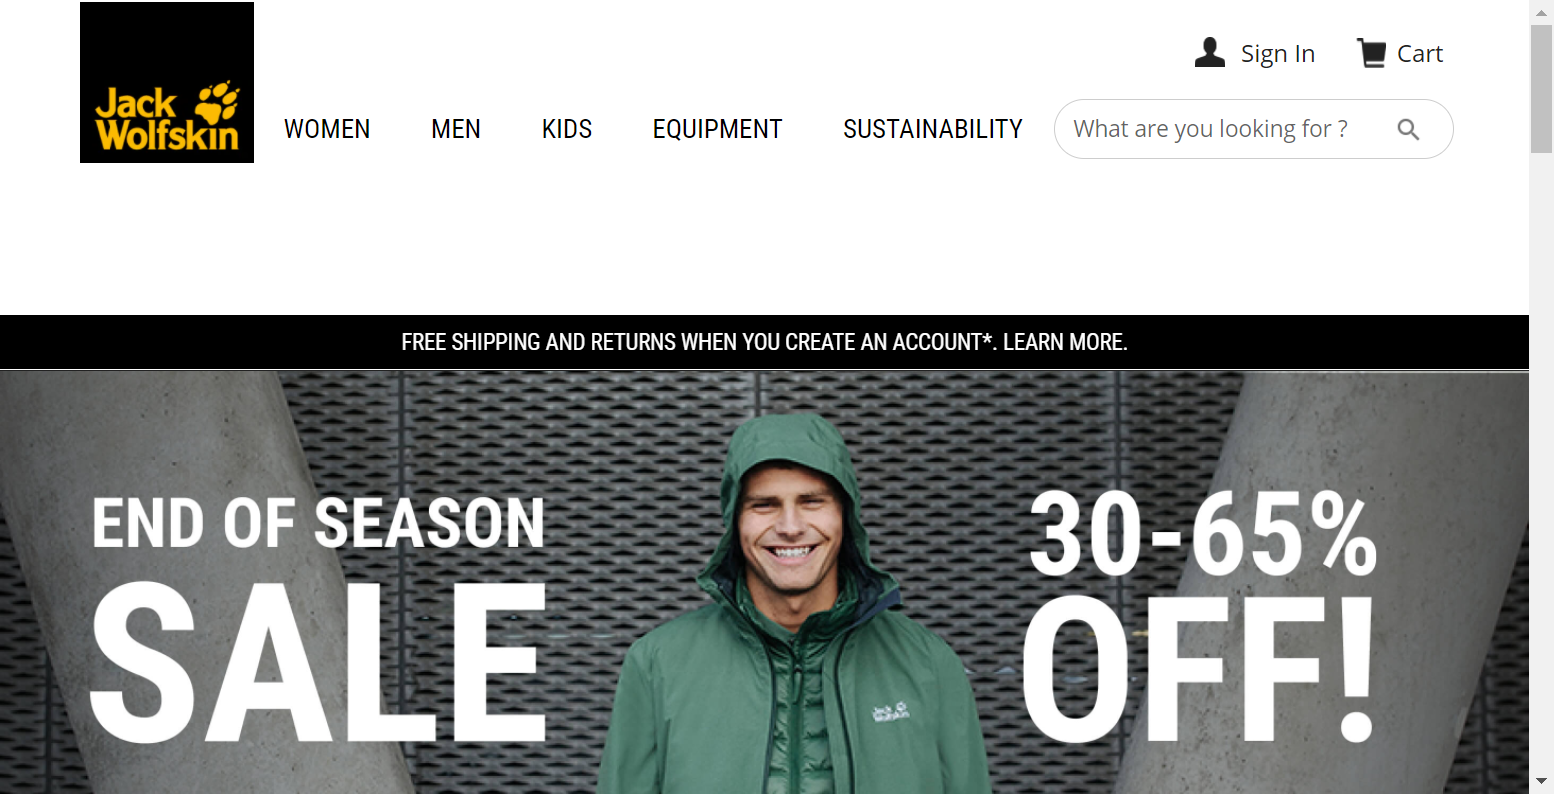 Sign In
Cart
Jack
Wolfskin
WOMEN
MEN
KIDS
EQUIPMENT
SUSTAINABILITY
What are you looking for ?
FREE SHIPPING AND RETURNS WHEN YOU CREATE AN ACCOUNT*. LEARN MORE.
END OF SEASON
SALE
30-65%
OFF!
Jack
Wolfskin